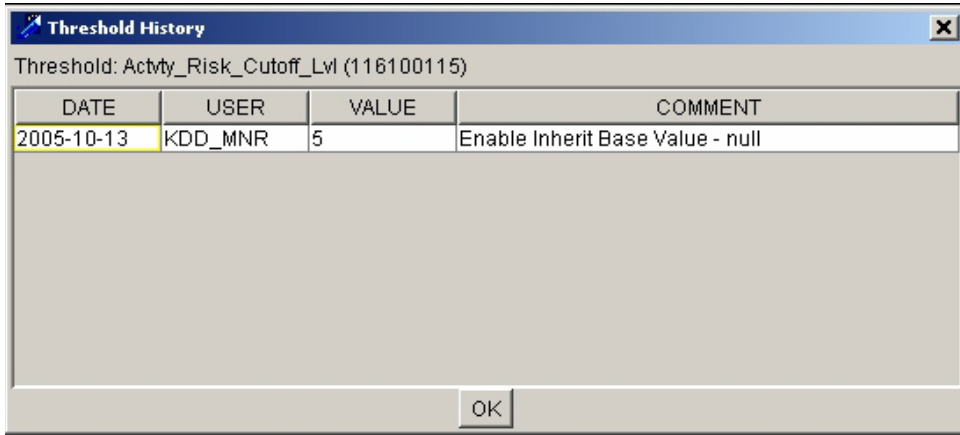 Threshold History
Threshold: Actvty_Risk_Cutoff_Lvl (116100115)
DATE USER VALUE COMMENT
2005-10-13 KDD_MNR 5 Enable Inherit Base Value - null
OK